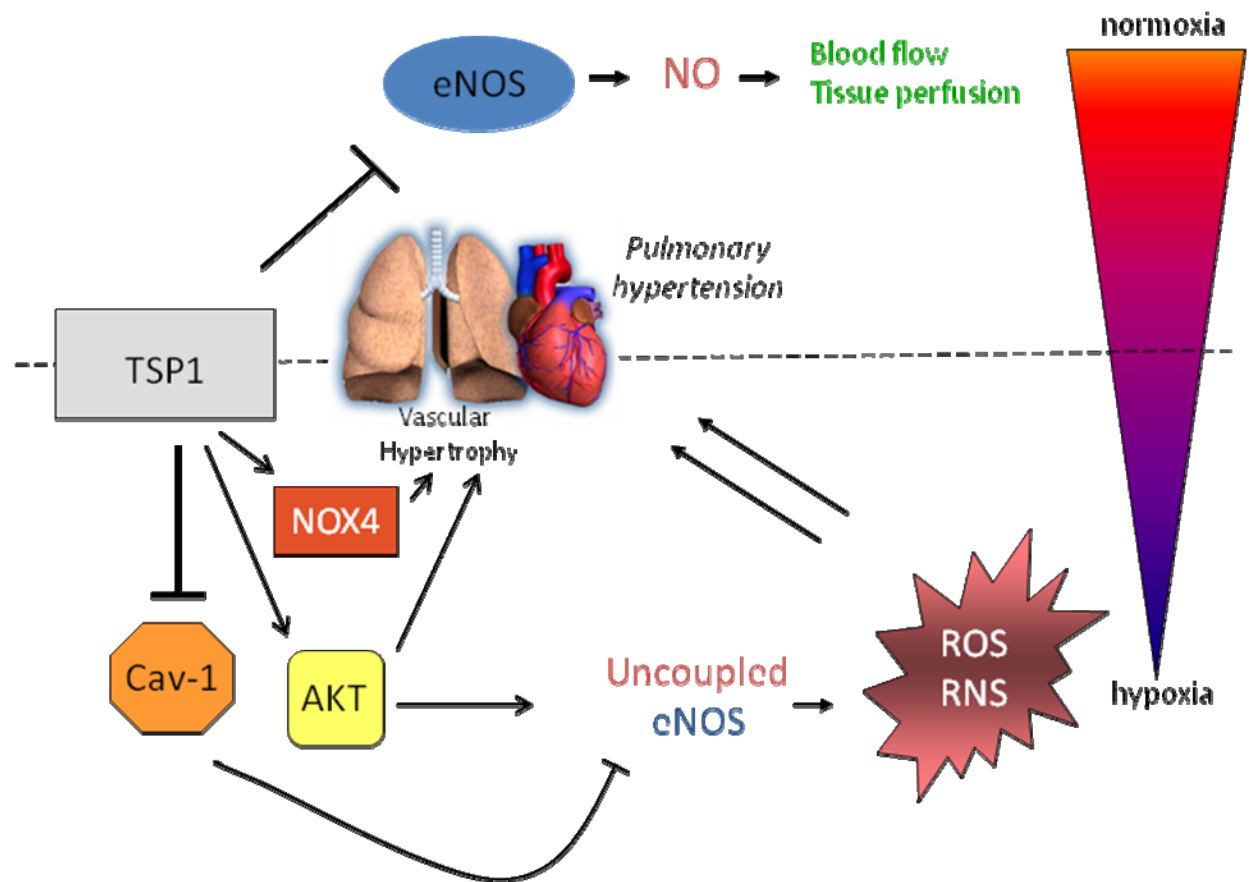 normoxia
eNOS
NO
Blood flow
Tissue perfusion
Pulmonary
hypertension
TSP1
Vascular
Hypertrophy
NOX4
Cav-1
AKT
Uncoupled
eNOS
ROS
RNS
hypoxia